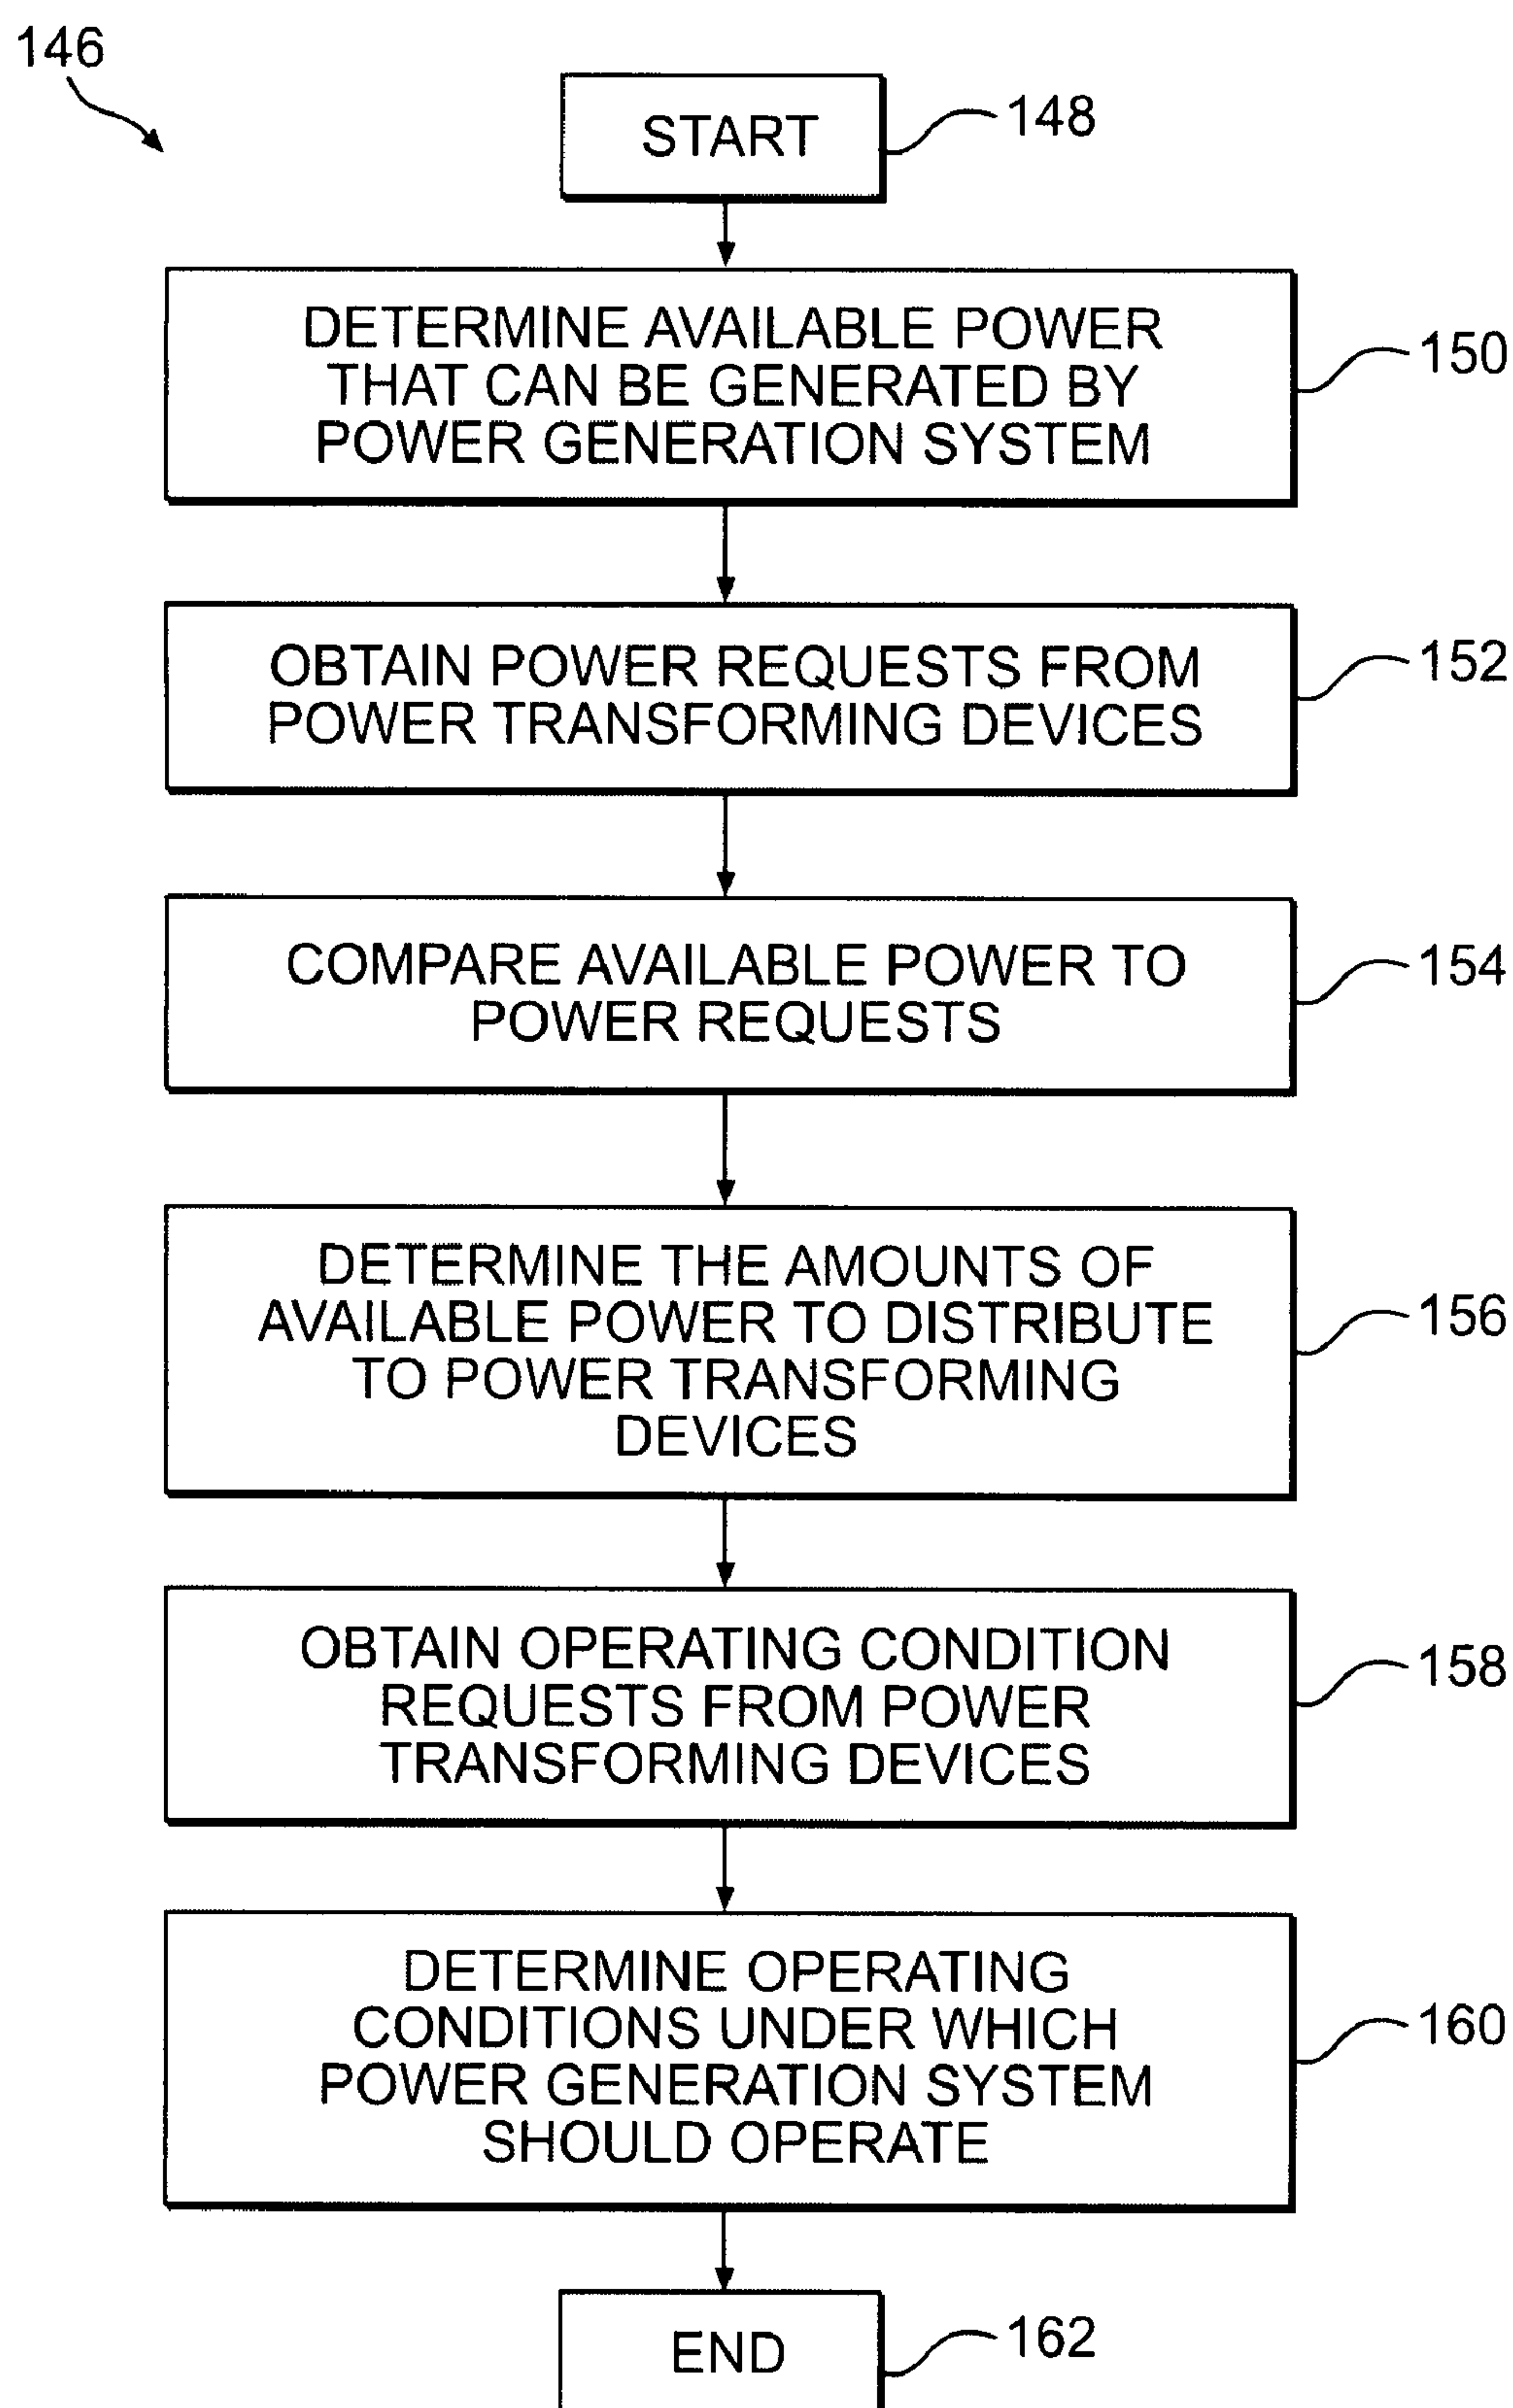 146
START
148
DETERMINE AVAILABLE POWER
THAT CAN BE GENERATED BY
POWER GENERATION SYSTEM
150
OBTAIN POWER REQUESTS FROM
POWER TRANSFORMING DEVICES
152
COMPARE AVAILABLE POWER TO
POWER REQUESTS
154
DETERMINE THE AMOUNTS OF
AVAILABLE POWER TO DISTRIBUTE
TO POWER TRANSFORMING
DEVICES
156
OBTAIN OPERATING CONDITION
REQUESTS FROM POWER
TRANSFORMING DEVICES
158
DETERMINE OPERATING
CONDITIONS UNDER WHICH
POWER GENERATION SYSTEM
SHOULD OPERATE
160
END
162